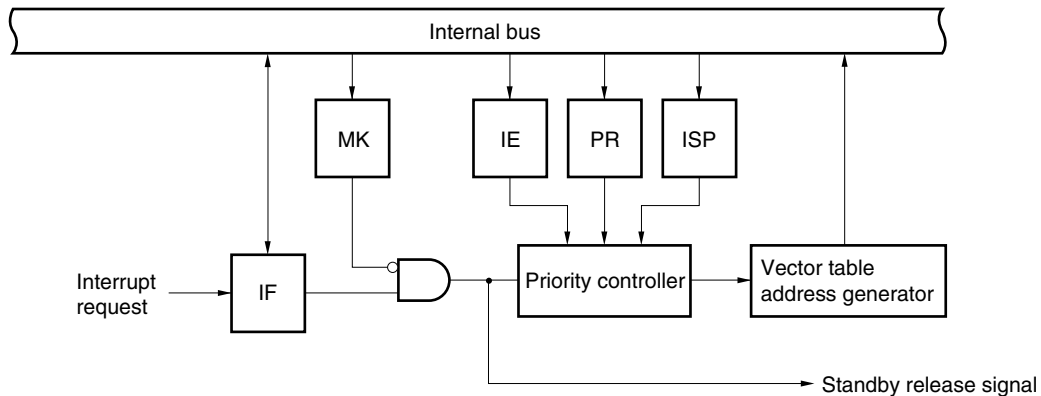 Internal bus
MK
IE
PR
ISP
Interrupt
request
IF
Priority controller
Vector table
address generator
Standby release signal